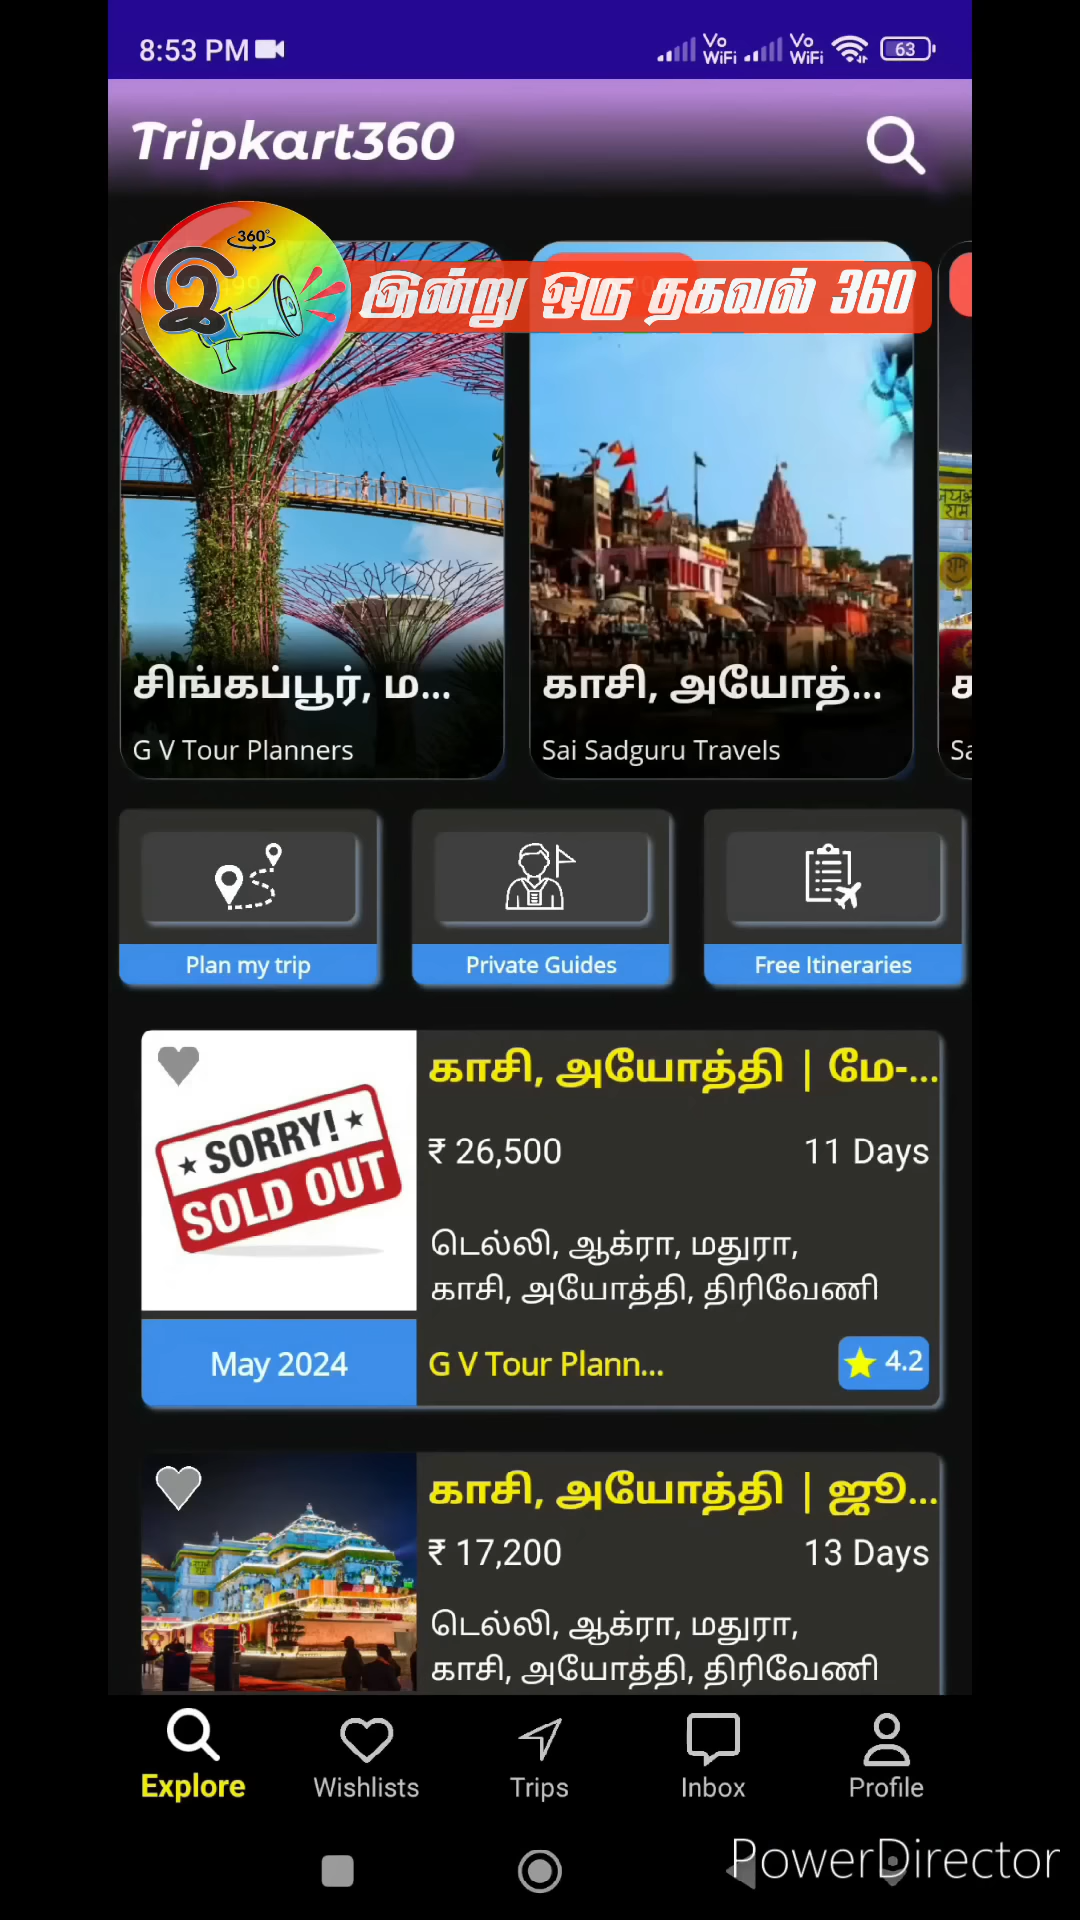 8:53 PM
Vo
WiFi
Vo
WiFi
63
Tripkart360
360°
இன்று ஒரு தகவல் 360
சிங்கப்பூர், ம...
G V Tour Planners
காசி, அயோத்...
Sai Sadguru Travels
Sa
Plan my trip
Private Guides
Free Itineraries
SORRY!
SOLD OUT
May 2024
காசி, அயோத்தி | மே-...
₹ 26,500
11 Days
டெல்லி, ஆக்ரா, மதுரா,
காசி, அயோத்தி, திரிவேணி
G V Tour Plann...
4.2
காசி, அயோத்தி | ஜூ...
₹ 17,200
13 Days
டெல்லி, ஆக்ரா, மதுரா,
காசி, அயோத்தி, திரிவேணி
Explore
Wishlists
Trips
Inbox
Profile
PowerDirector